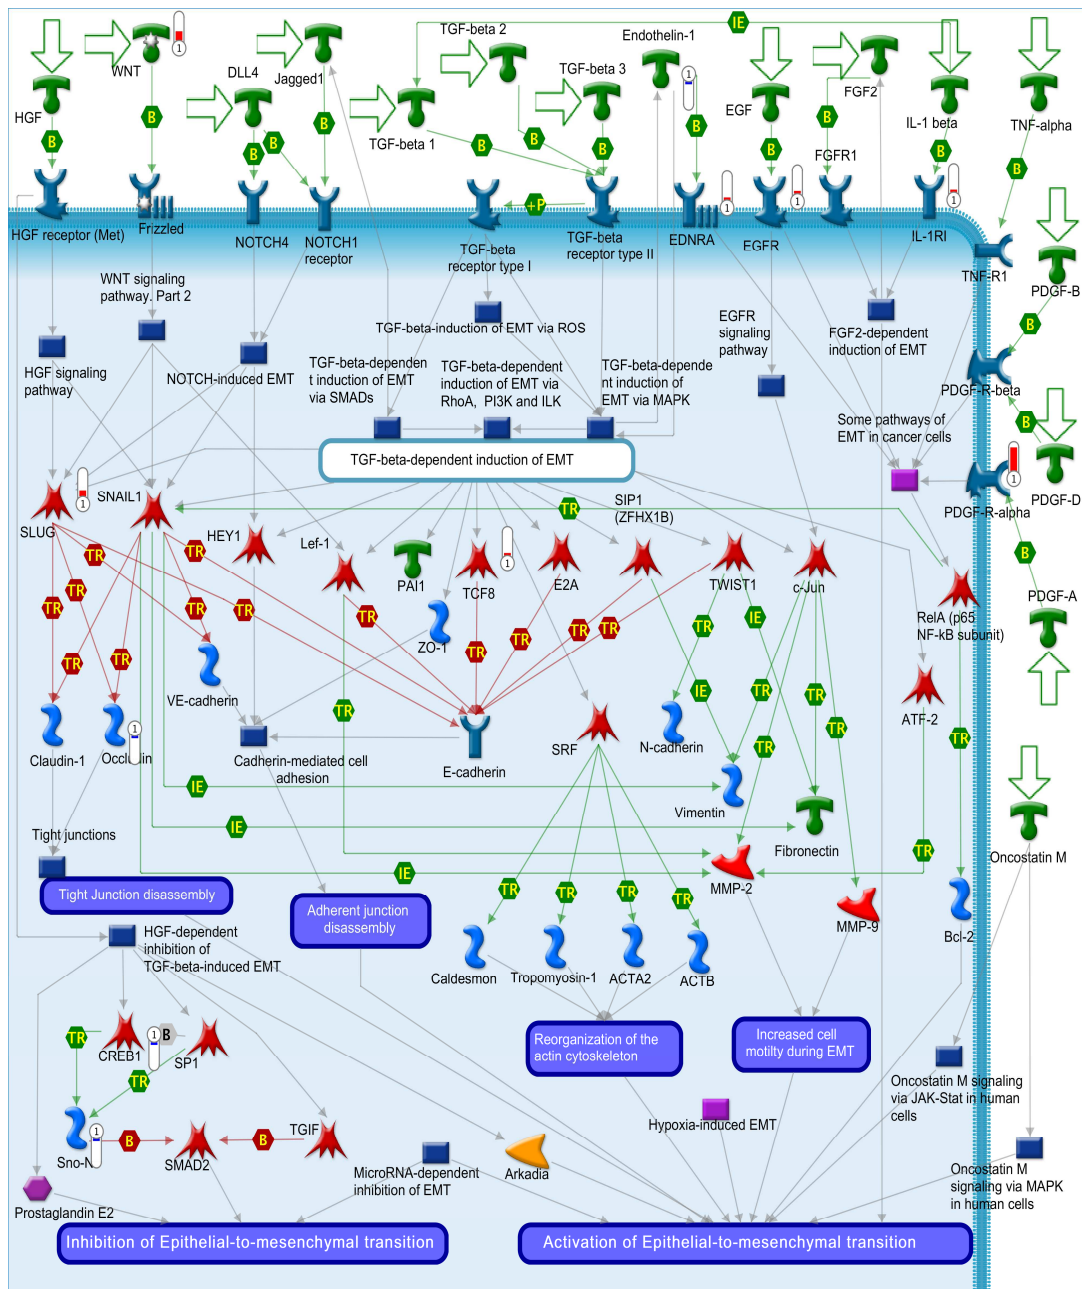 TGF-beta 2
IE
Endothelin-1
1
WNT
DLL4
Jagged1
TGF-beta 3
1
EGF
FGF2
HGF
IL-1 beta
TNF-alpha
B
B
B
TGF-beta 1
B
B
B
B
B
B
B
B
B
FGFR1
B
B
+P
1
1
1
HGF receptor (Met)
Frizzled
NOTCH4
NOTCH1
receptor
TGF-beta
receptor type I
TGF-beta
receptor type II
EDNRA
EGFR
IL-1RI
TNF-R1
PDGF-B
WNT signaling
pathway. Part 2
TGF-beta-induction of EMT via ROS
EGFR
signaling
pathway
FGF2-dependent
induction of EMT
B
HGF signaling
pathway
NOTCH-induced EMT
TGF-beta-dependen
t induction of EMT
via SMADs
TGF-beta-dependent
induction of EMT via
RhoA, PI3K and ILK
TGF-beta-depende
nt induction of
EMT via MAPK
PDGF-R-beta
B
Some pathways of
EMT in cancer cells
TGF-beta-dependent induction of EMT
1
PDGF-R-alpha
PDGF-D
SLUG
1
SNAIL1
SIP1
(ZFHX1B)
TR
HEY1
Lef-1
TR
TR
PAI1
TCF8
1
E2A
TWIST1
c-Jun
B
PDGF-A
RelA (p65
NF-kB subunit)
TR
TR
TR
TR
ZO-1
TR
TR
TR
TR
TR
IE
TR
TR
VE-cadherin
IE
TR
TR
ATF-2
Claudin-1
Occludin
1
Cadherin-mediated cell
adhesion
E-cadherin
SRF
N-cadherin
TR
TR
TR
IE
Vimentin
IE
Fibronectin
Tight junctions
TR
Oncostatin M
IE
MMP-2
Tight Junction disassembly
TR
TR
TR
TR
Adherent junction
disassembly
MMP-9
Bcl-2
HGF-dependent
inhibition of
TGF-beta-induced EMT
Caldesmon
Tropomyosin-1
ACTA2
ACTB
TR
CREB1
1
B
SP1
Reorganization of the
actin cytoskeleton
Increased cell
motilty during EMT
TR
Oncostatin M signaling
via JAK-Stat in human
cells
Hypoxia-induced EMT
Sno-N
1
B
SMAD2
B
TGIF
MicroRNA-dependent
inhibition of EMT
Arkadia
Oncostatin M
signaling via MAPK
in human cells
Prostaglandin E2
Inhibition of Epithelial-to-mesenchymal transition
Activation of Epithelial-to-mesenchymal transition